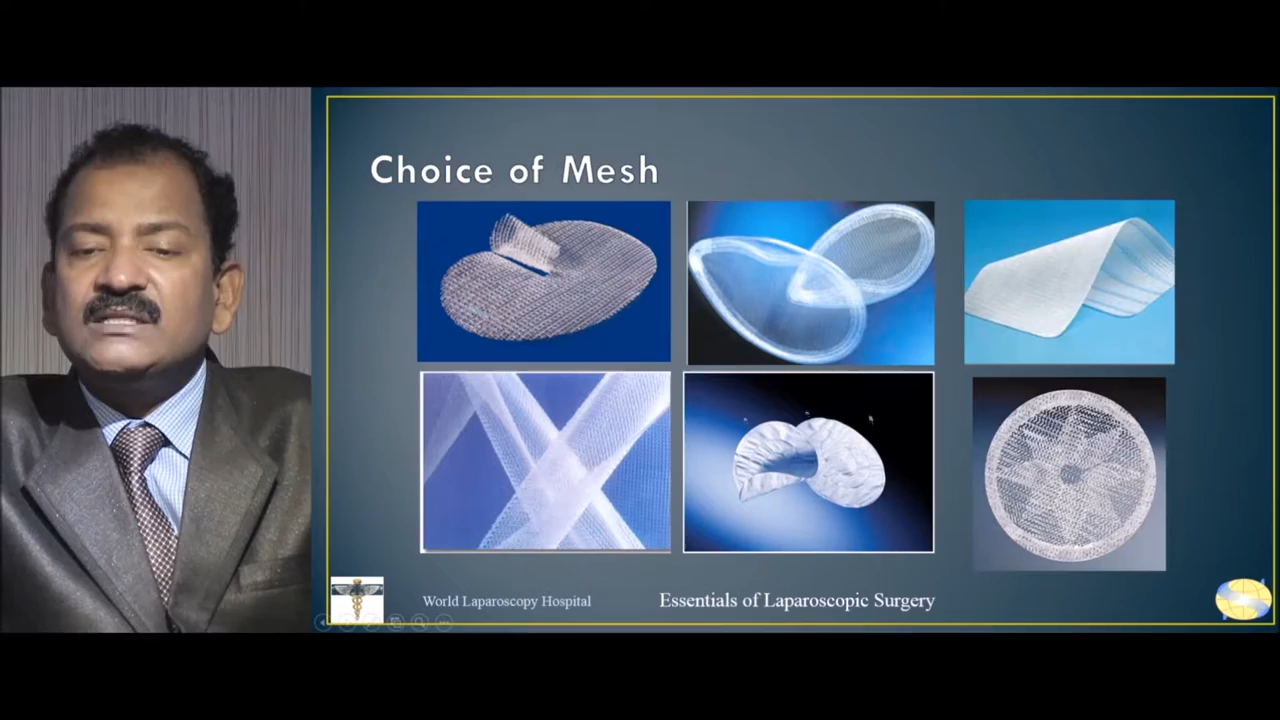 Choice of Mesh
World Laparoscopy Hospital
Essentials of Laparoscopic Surgery